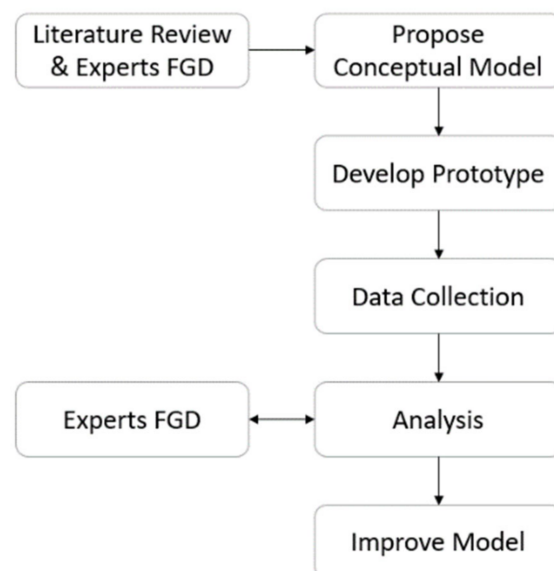 Literature Review
& Experts FGD
Propose
Conceptual Model
Develop Prototype
Data Collection
Experts FGD
Analysis
Improve Model